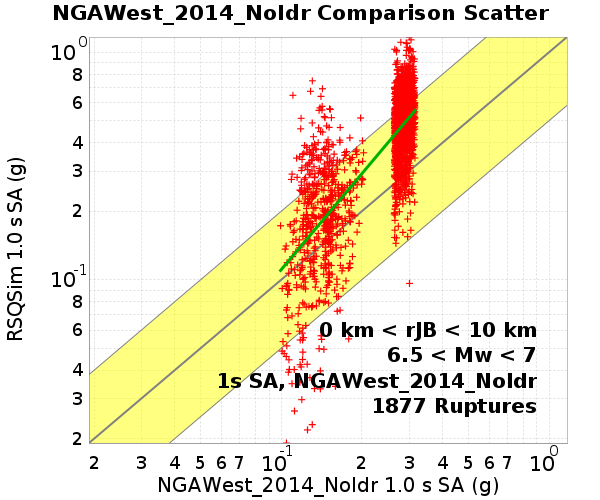 NGAWest_2014_NoIdr Comparison Scatter
10^0
8
6
4
3
2
10^-1
8
6
4
3
2
RSQSim 1.0 s SA (g)
0 km < rJB < 10 km
6.5 < Mw < 7
1s SA, NGAWest_2014_NoIdr
1877 Ruptures
2 3 4 5 6 7 10^-1 2 3 4 5 6 7 10^0
NGAWest_2014_NoIdr 1.0 s SA (g)